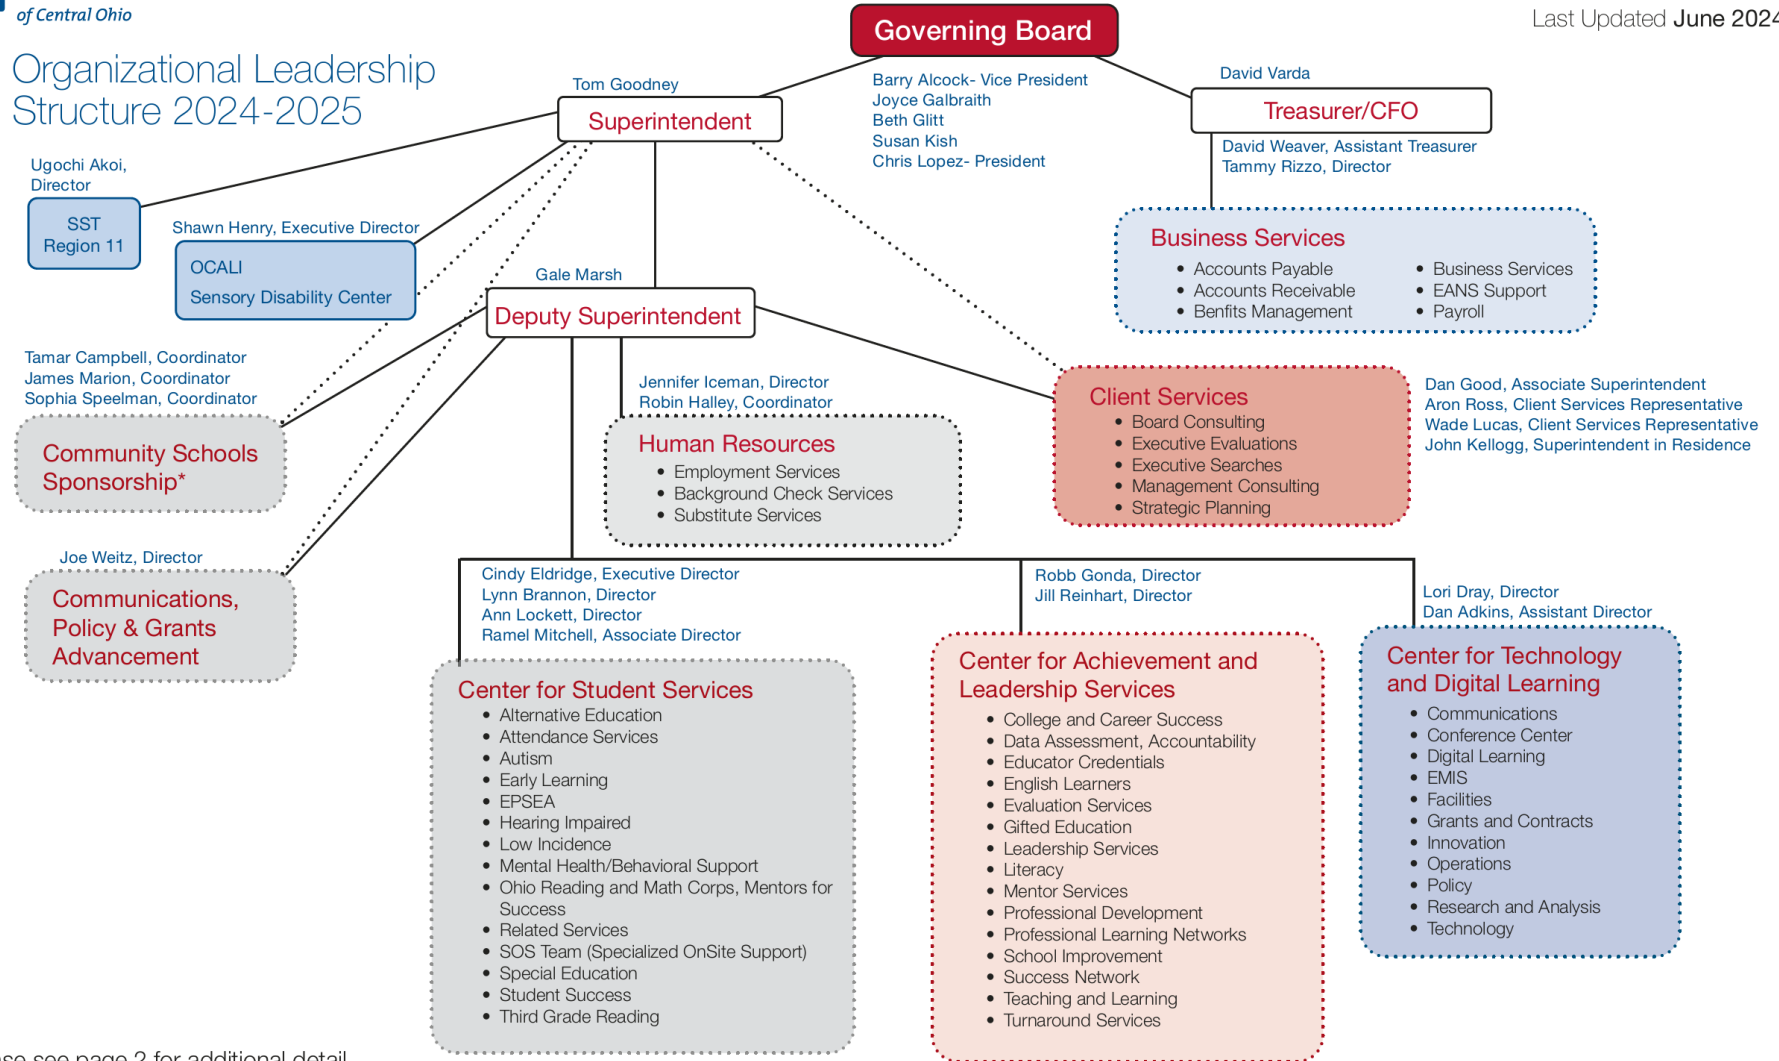 of Central Ohio
Last Updated June 2024
Organizational Leadership
Structure 2024-2025
Governing Board
Barry Alcock- Vice President
Joyce Galbraith
Beth Glitt
Susan Kish
Chris Lopez- President
Tom Goodney
Superintendent
David Varda
Treasurer/CFO
David Weaver, Assistant Treasurer
Tammy Rizzo, Director
Business Services
• Accounts Payable
• Accounts Receivable
• Benfits Management
• Business Services
• EANS Support
• Payroll
Ugochi Akoi,
Director
SST
Region 11
Shawn Henry, Executive Director
OCALI
Sensory Disability Center
Gale Marsh
Deputy Superintendent
Tamar Campbell, Coordinator
James Marion, Coordinator
Sophia Speelman, Coordinator
Community Schools
Sponsorship*
Jennifer Iceman, Director
Robin Halley, Coordinator
Human Resources
• Employment Services
• Background Check Services
• Substitute Services
Client Services
• Board Consulting
• Executive Evaluations
• Executive Searches
• Management Consulting
• Strategic Planning
Dan Good, Associate Superintendent
Aron Ross, Client Services Representative
Wade Lucas, Client Services Representative
John Kellogg, Superintendent in Residence
Joe Weitz, Director
Communications,
Policy & Grants
Advancement
Cindy Eldridge, Executive Director
Lynn Brannon, Director
Ann Lockett, Director
Ramel Mitchell, Associate Director
Center for Student Services
• Alternative Education
• Attendance Services
• Autism
• Early Learning
• EPSEA
• Hearing Impaired
• Low Incidence
• Mental Health/Behavioral Support
• Ohio Reading and Math Corps, Mentors for
Success
• Related Services
• SOS Team (Specialized OnSite Support)
• Special Education
• Student Success
• Third Grade Reading
Robb Gonda, Director
Jill Reinhart, Director
Center for Achievement and
Leadership Services
• College and Career Success
• Data Assessment, Accountability
• Educator Credentials
• English Learners
• Evaluation Services
• Gifted Education
• Leadership Services
• Literacy
• Mentor Services
• Professional Development
• Professional Learning Networks
• School Improvement
• Success Network
• Teaching and Learning
• Turnaround Services
Lori Dray, Director
Dan Adkins, Assistant Director
Center for Technology
and Digital Learning
• Communications
• Conference Center
• Digital Learning
• EMIS
• Facilities
• Grants and Contracts
• Innovation
• Operations
• Policy
• Research and Analysis
• Technology
see page 2 for additional detail